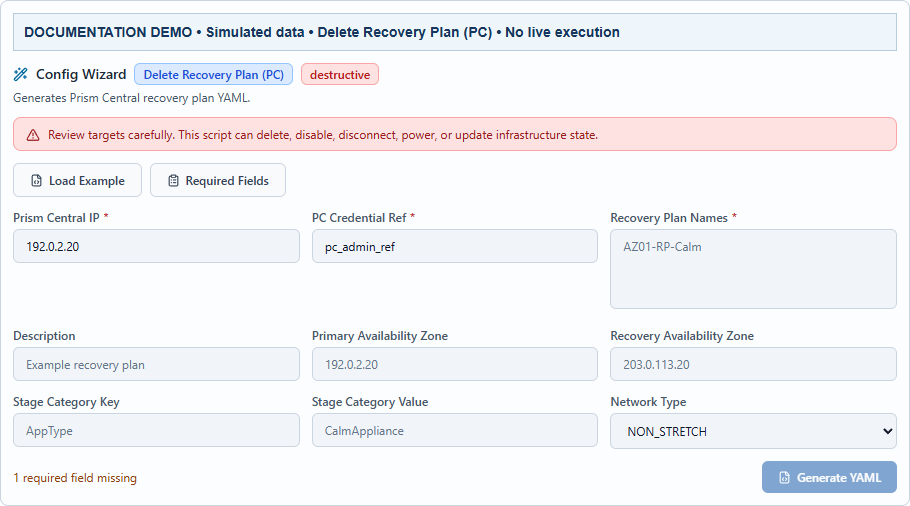 DOCUMENTATION DEMO • Simulated data • Delete Recovery Plan (PC) • No live execution
Config Wizard Delete Recovery Plan (PC) destructive
Generates Prism Central recovery plan YAML.
Review targets carefully. This script can delete, disable, disconnect, power, or update infrastructure state.
Load Example Required Fields
Prism Central IP * PC Credential Ref * Recovery Plan Names *
192.0.2.20 pc_admin_ref AZ01-RP-Calm
Description Primary Availability Zone Recovery Availability Zone
Example recovery plan 192.0.2.20 203.0.113.20
Stage Category Key Stage Category Value Network Type
AppType CalmAppliance NON_STRETCH
1 required field missing Generate YAML